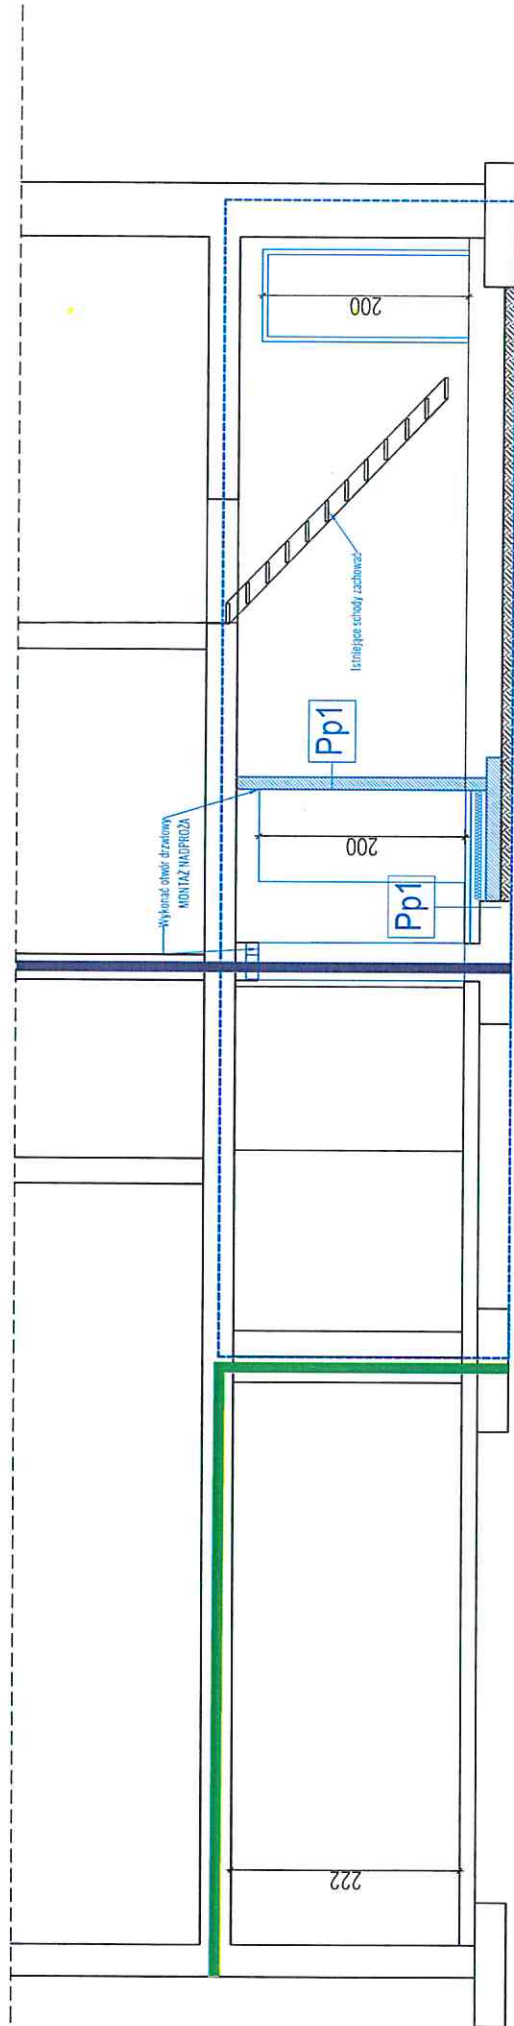 200
Istniejące schody zachować
Pp1
Wykonać otwór drzwiowy
MONTAŻ NADPROŻA
200
Pp1
222